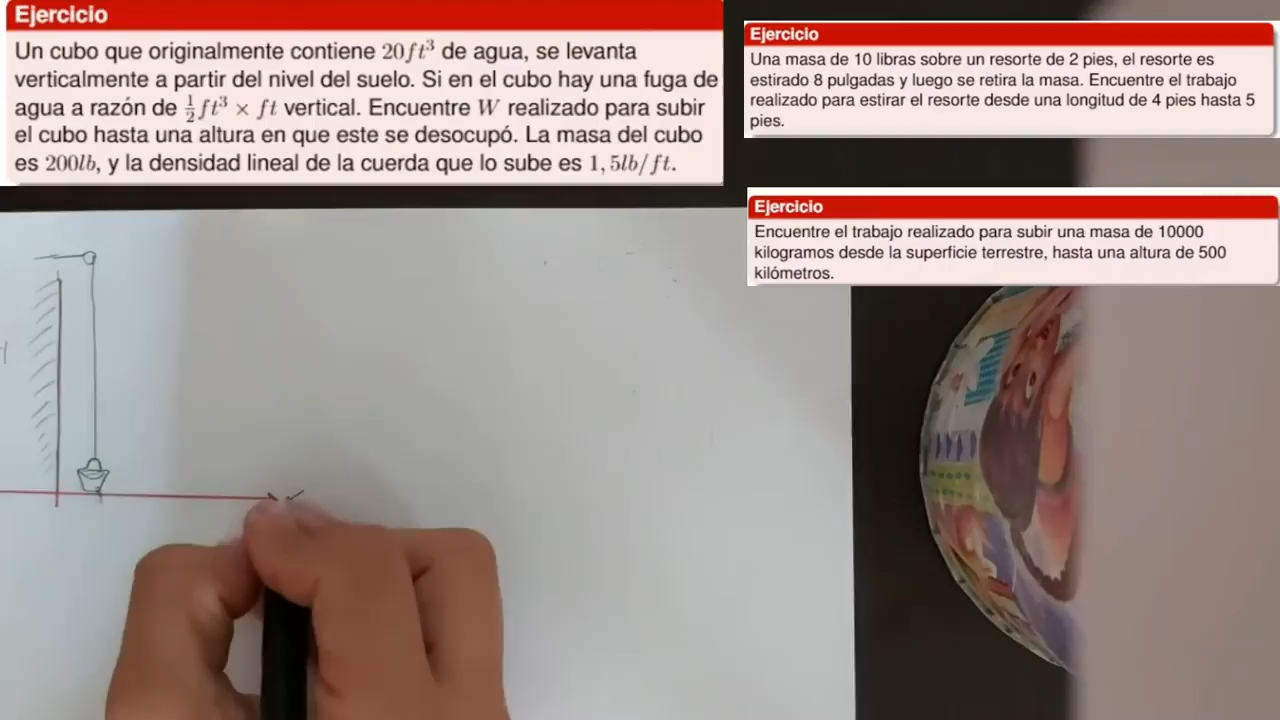 Ejercicio
Un cubo que originalmente contiene 20ft³ de agua, se levanta
verticalmente a partir del nivel del suelo. Si en el cubo hay una fuga de
agua a razón de ½ft³ × ft vertical. Encuentre W realizado para subir
el cubo hasta una altura en que este se desocupó. La masa del cubo
es 200lb, y la densidad lineal de la cuerda que lo sube es 1, 5lb/ft.
Ejercicio
Una masa de 10 libras sobre un resorte de 2 pies, el resorte es
estirado 8 pulgadas y luego se retira la masa. Encuentre el trabajo
realizado para estirar el resorte desde una longitud de 4 pies hasta 5
pies.
Ejercicio
Encuentre el trabajo realizado para subir una masa de 10000
kilogramos desde la superficie terrestre, hasta una altura de 500
kilómetros.